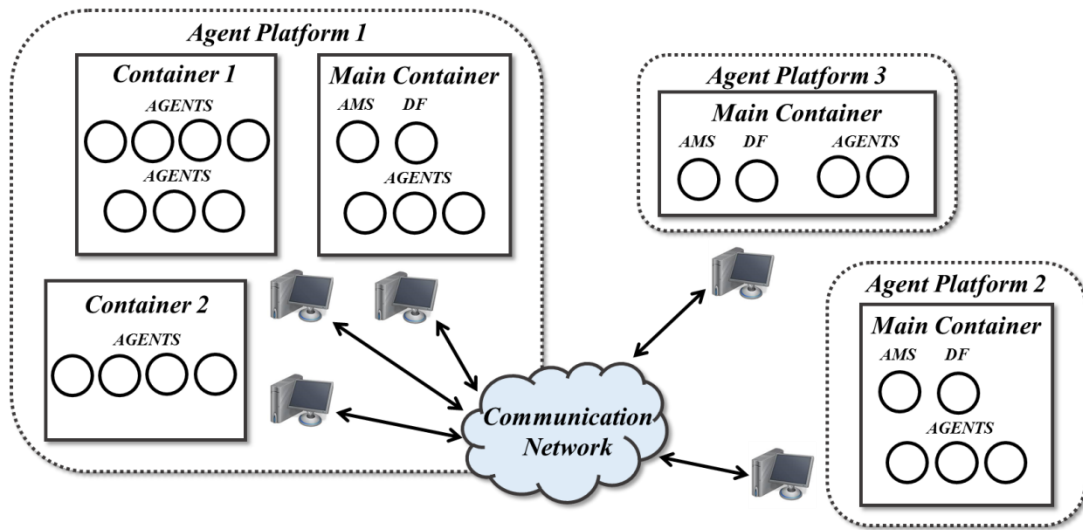 Agent Platform 1
Container 1
AGENTS
AGENTS
Main Container
AMS DF
AGENTS
Container 2
AGENTS
Agent Platform 3
Main Container
AMS DF AGENTS
Agent Platform 2
Main Container
AMS DF
AGENTS
Communication
Network